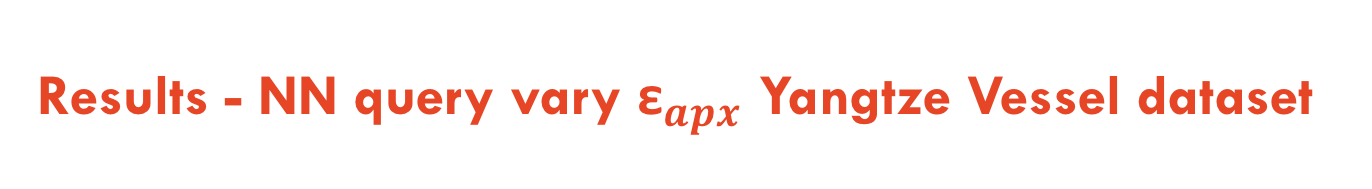 Results - NN query vary ε_apx Yangtze Vessel dataset